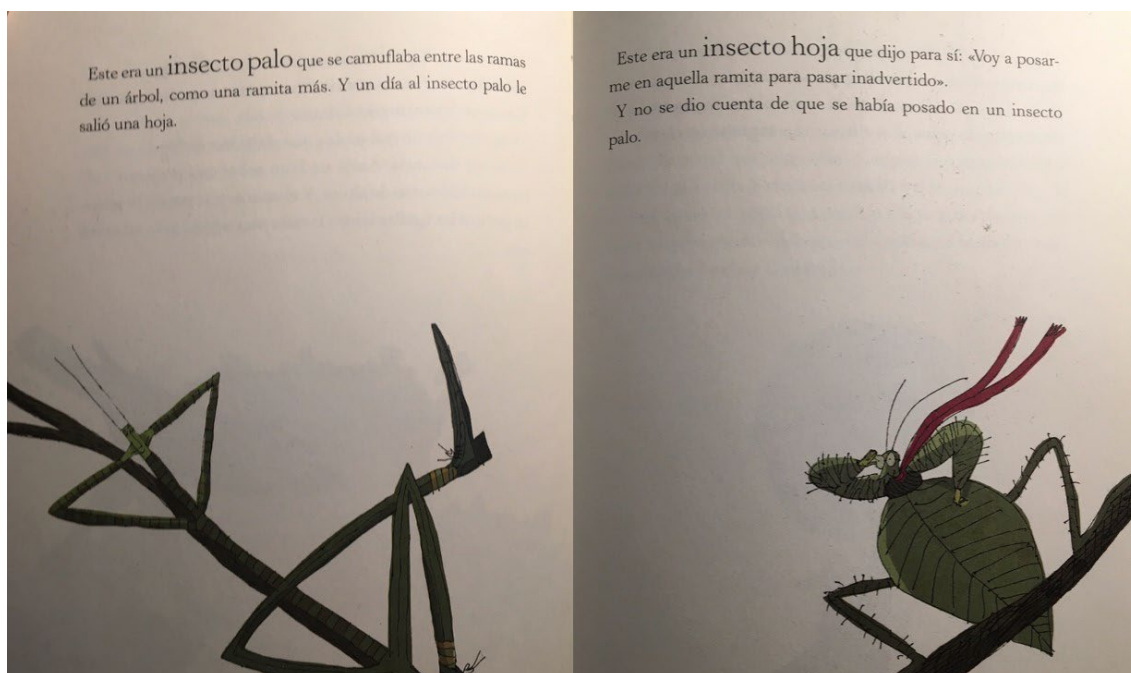 Este era un insecto palo que se camuflaba entre las ramas
de un árbol, como una ramita más. Y un día al insecto palo le
salió una hoja.
Este era un insecto hoja que dijo para sí: «Voy a posar-
me en aquella ramita para pasar inadvertido».
Y no se dio cuenta de que se había posado en un insecto
palo.